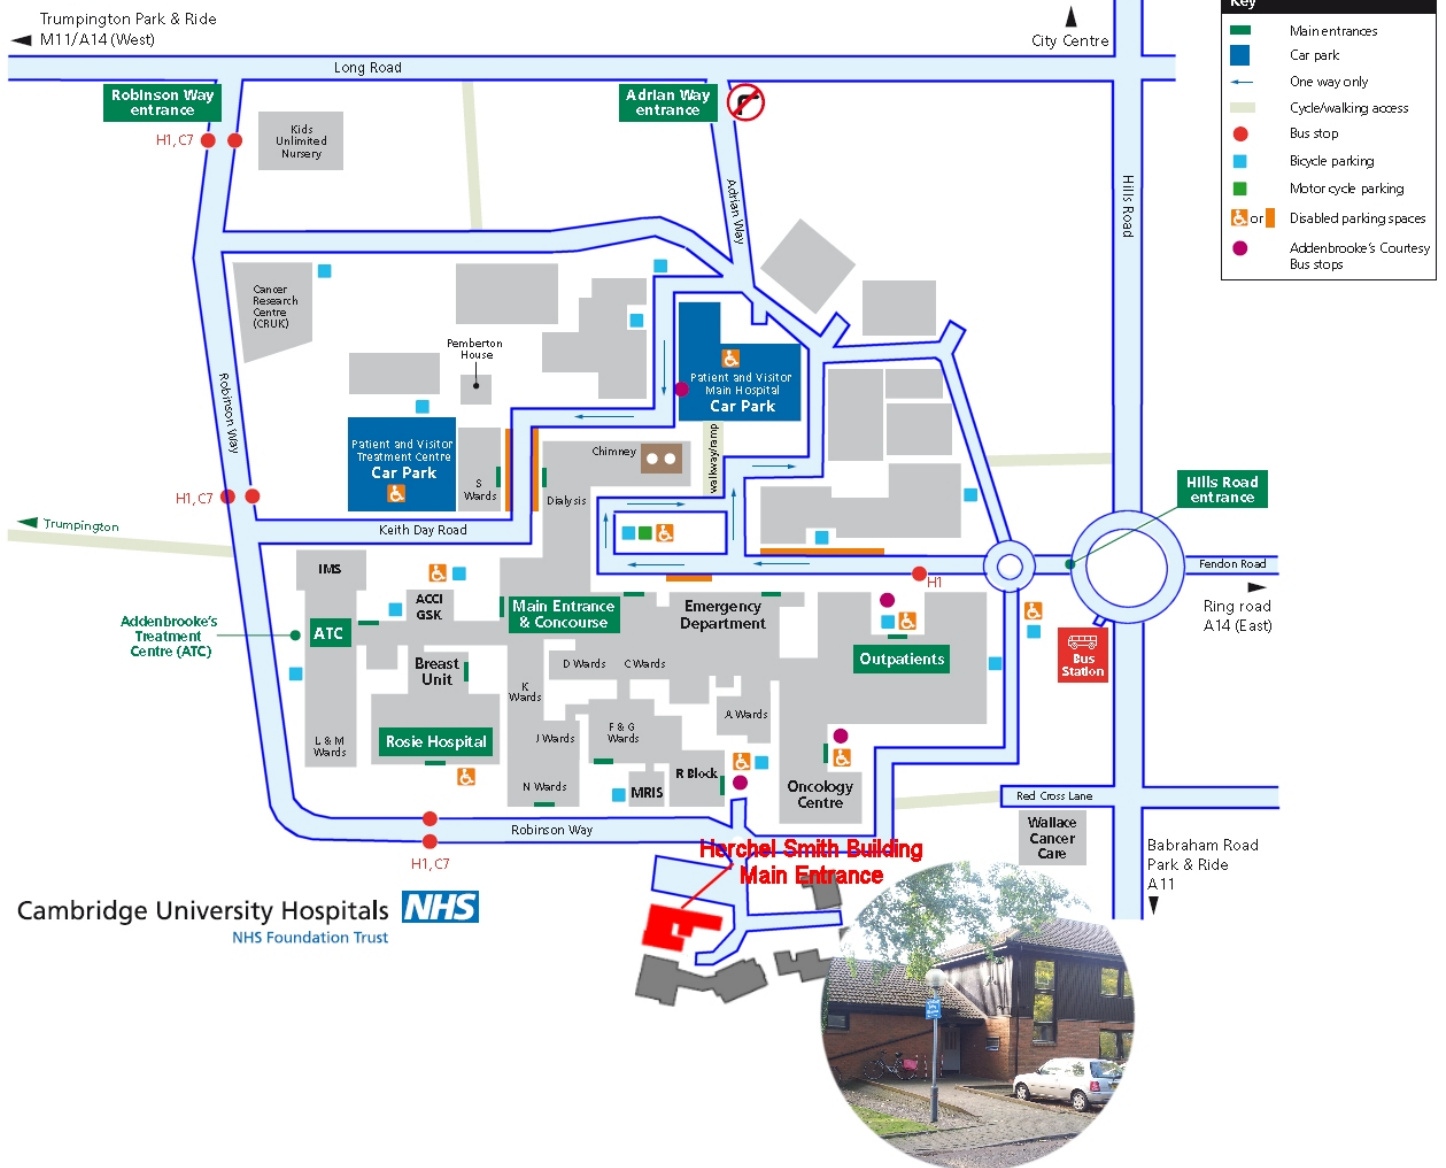 Trumpington Park & Ride
M11/A14 (West)
City Centre
Key
Main entrances
Car park
One way only
Cycle/walking access
Bus stop
Bicycle parking
Motor cycle parking
or
Disabled parking spaces
Addenbrooke's Courtesy
Bus stops
Long Road
Robinson Way
entrance
H1, C7
Kids
Unlimited
Nursery
Adrian Way
entrance
Adrian Way
Hills Road
Cancer
Research
Centre
(CRUK)
Pemberton
House
Robinson Way
Patient and Visitor
Main Hospital
Car Park
Patient and Visitor
Treatment Centre
Car Park
S
Wards
Chimney
walkway/ramp
Dialysis
H1, C7
Trumpington
Keith Day Road
Hills Road
entrance
Fendon Road
Ring road
A14 (East)
H1
IMS
ACCI
GSK
Main Entrance
& Concourse
Emergency
Department
Addenbrooke's
Treatment
Centre (ATC)
ATC
Outpatients
Bus
Station
Breast
Unit
D Wards
C Wards
K
Wards
A Wards
L & M
Wards
Rosie Hospital
J Wards
F & G
Wards
N Wards
MRIS
R Block
Oncology
Centre
Red Cross Lane
Wallace
Cancer
Care
Robinson Way
H1, C7
Herchel Smith Building
Main Entrance
Babraham Road
Park & Ride
A11
Cambridge University Hospitals NHS
NHS Foundation Trust